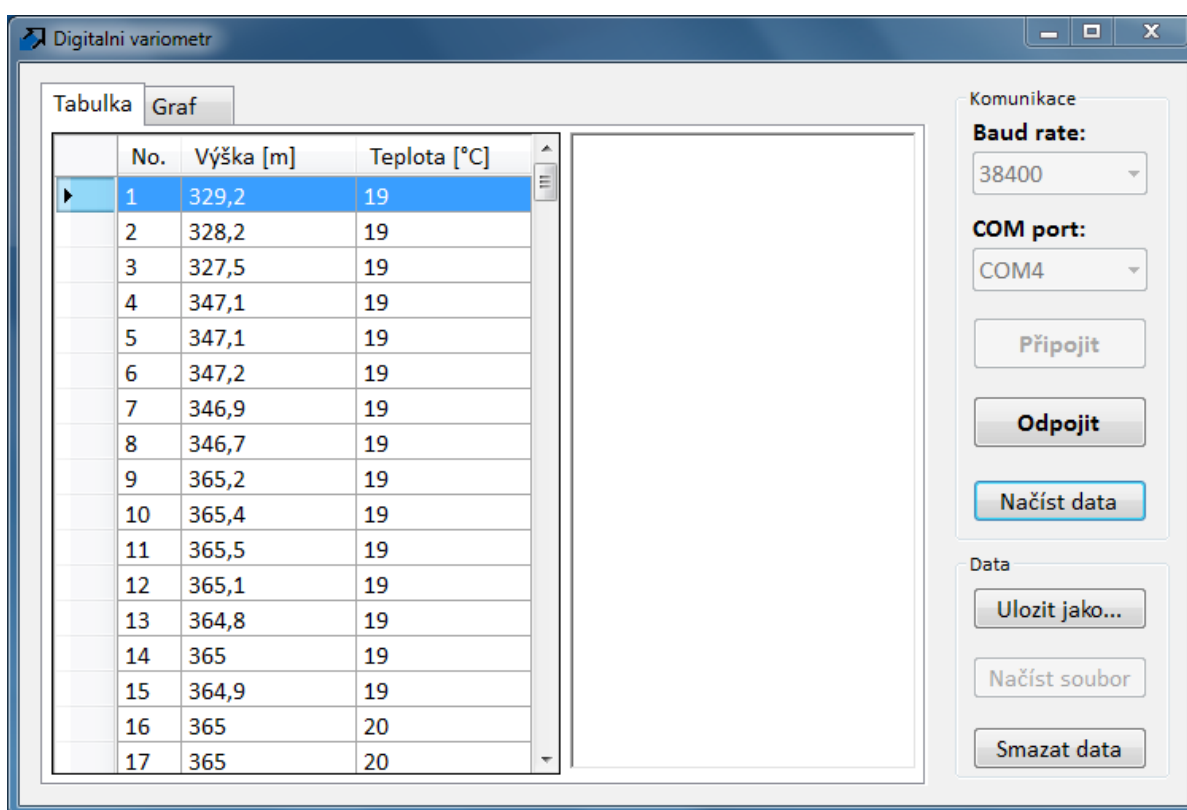 Digitalni variometr
Tabulka Graf
No. Výška [m] Teplota [°C]
1 329,2 19
2 328,2 19
3 327,5 19
4 347,1 19
5 347,1 19
6 347,2 19
7 346,9 19
8 346,7 19
9 365,2 19
10 365,4 19
11 365,5 19
12 365,1 19
13 364,8 19
14 365 19
15 364,9 19
16 365 20
17 365 20
Komunikace
Baud rate:
38400
COM port:
COM4
Připojit
Odpojit
Načíst data
Data
Ulozit jako...
Načíst soubor
Smazat data